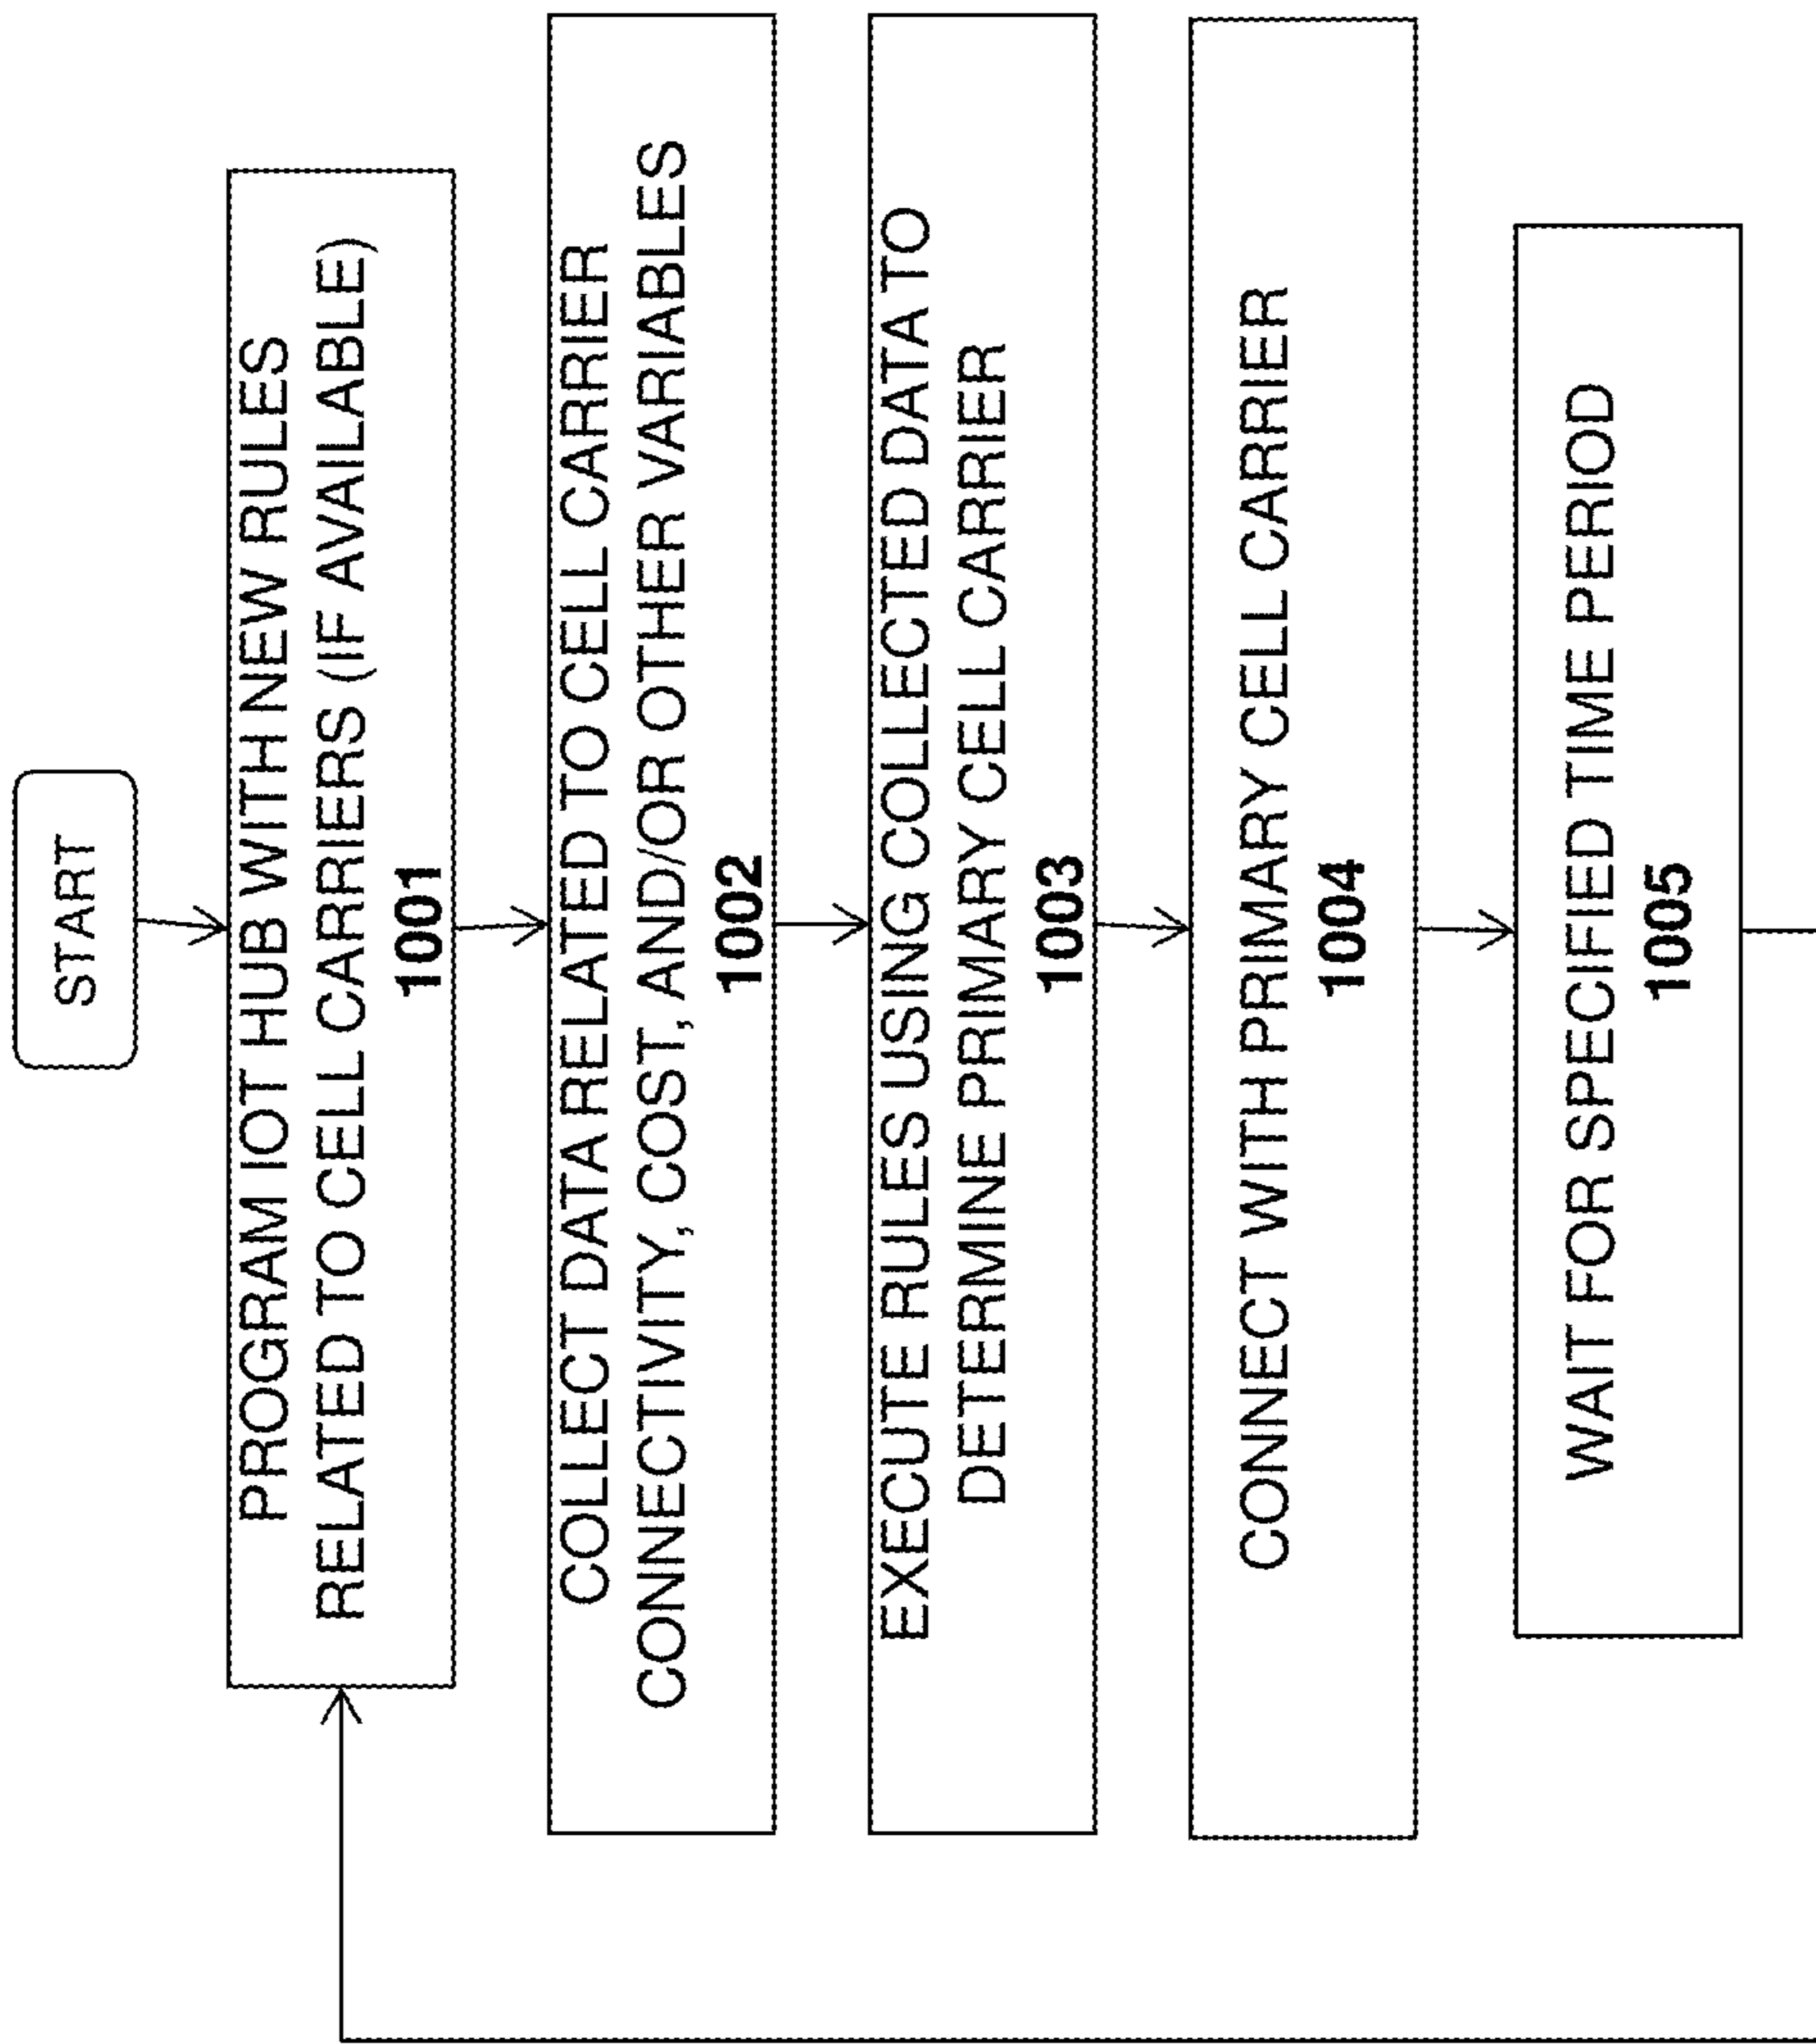 START
PROGRAM IOT HUB WITH NEW RULES
RELATED TO CELL CARRIERS (IF AVAILABLE)
1001
COLLECT DATA RELATED TO CELL CARRIER
CONNECTIVITY, COST, AND/OR OTHER VARIABLES
1002
EXECUTE RULES USING COLLECTED DATA TO
DETERMINE PRIMARY CELL CARRIER
1003
CONNECT WITH PRIMARY CELL CARRIER
1004
WAIT FOR SPECIFIED TIME PERIOD
1005